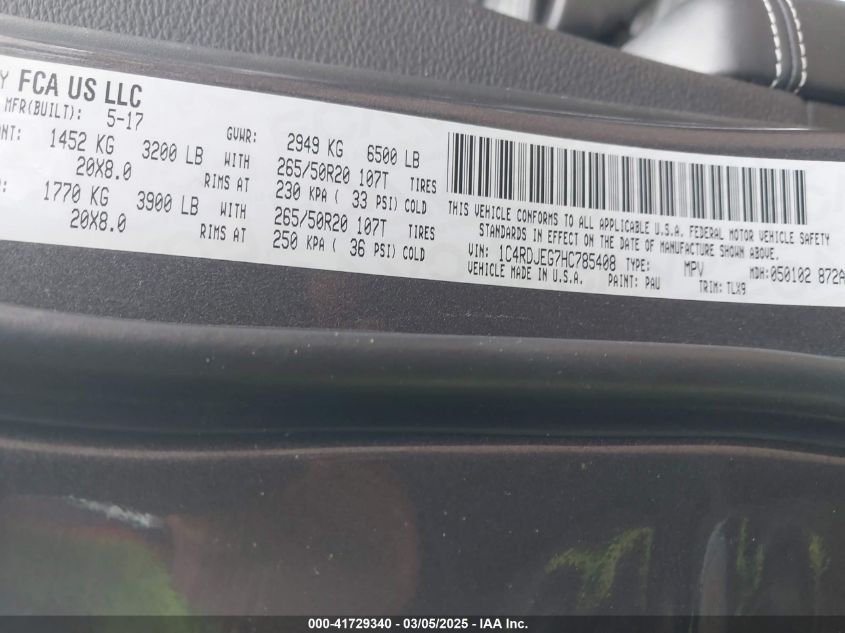 Y FCA US LLC
MFR(BUILT): 5-17
GVWR: 2949 KG 6500 LB
1452 KG 3200 LB WITH 265/50R20 107T TIRES
20X8.0 RIMS AT 230 KPA ( 33 PSI) COLD
1770 KG 3900 LB WITH 265/50R20 107T TIRES
20X8.0 RIMS AT 250 KPA ( 36 PSI) COLD
THIS VEHICLE CONFORMS TO ALL APPLICABLE U.S.A. FEDERAL MOTOR VEHICLE SAFETY
STANDARDS IN EFFECT ON THE DATE OF MANUFACTURE SHOWN ABOVE.
VIN: 1C4RDJEG7HC785408 TYPE: MPV MDH:050102 872A
VEHICLE MADE IN U.S.A. PAINT: PAU TRIM: TLX9
000-41729340 - 03/05/2025 - IAA Inc.